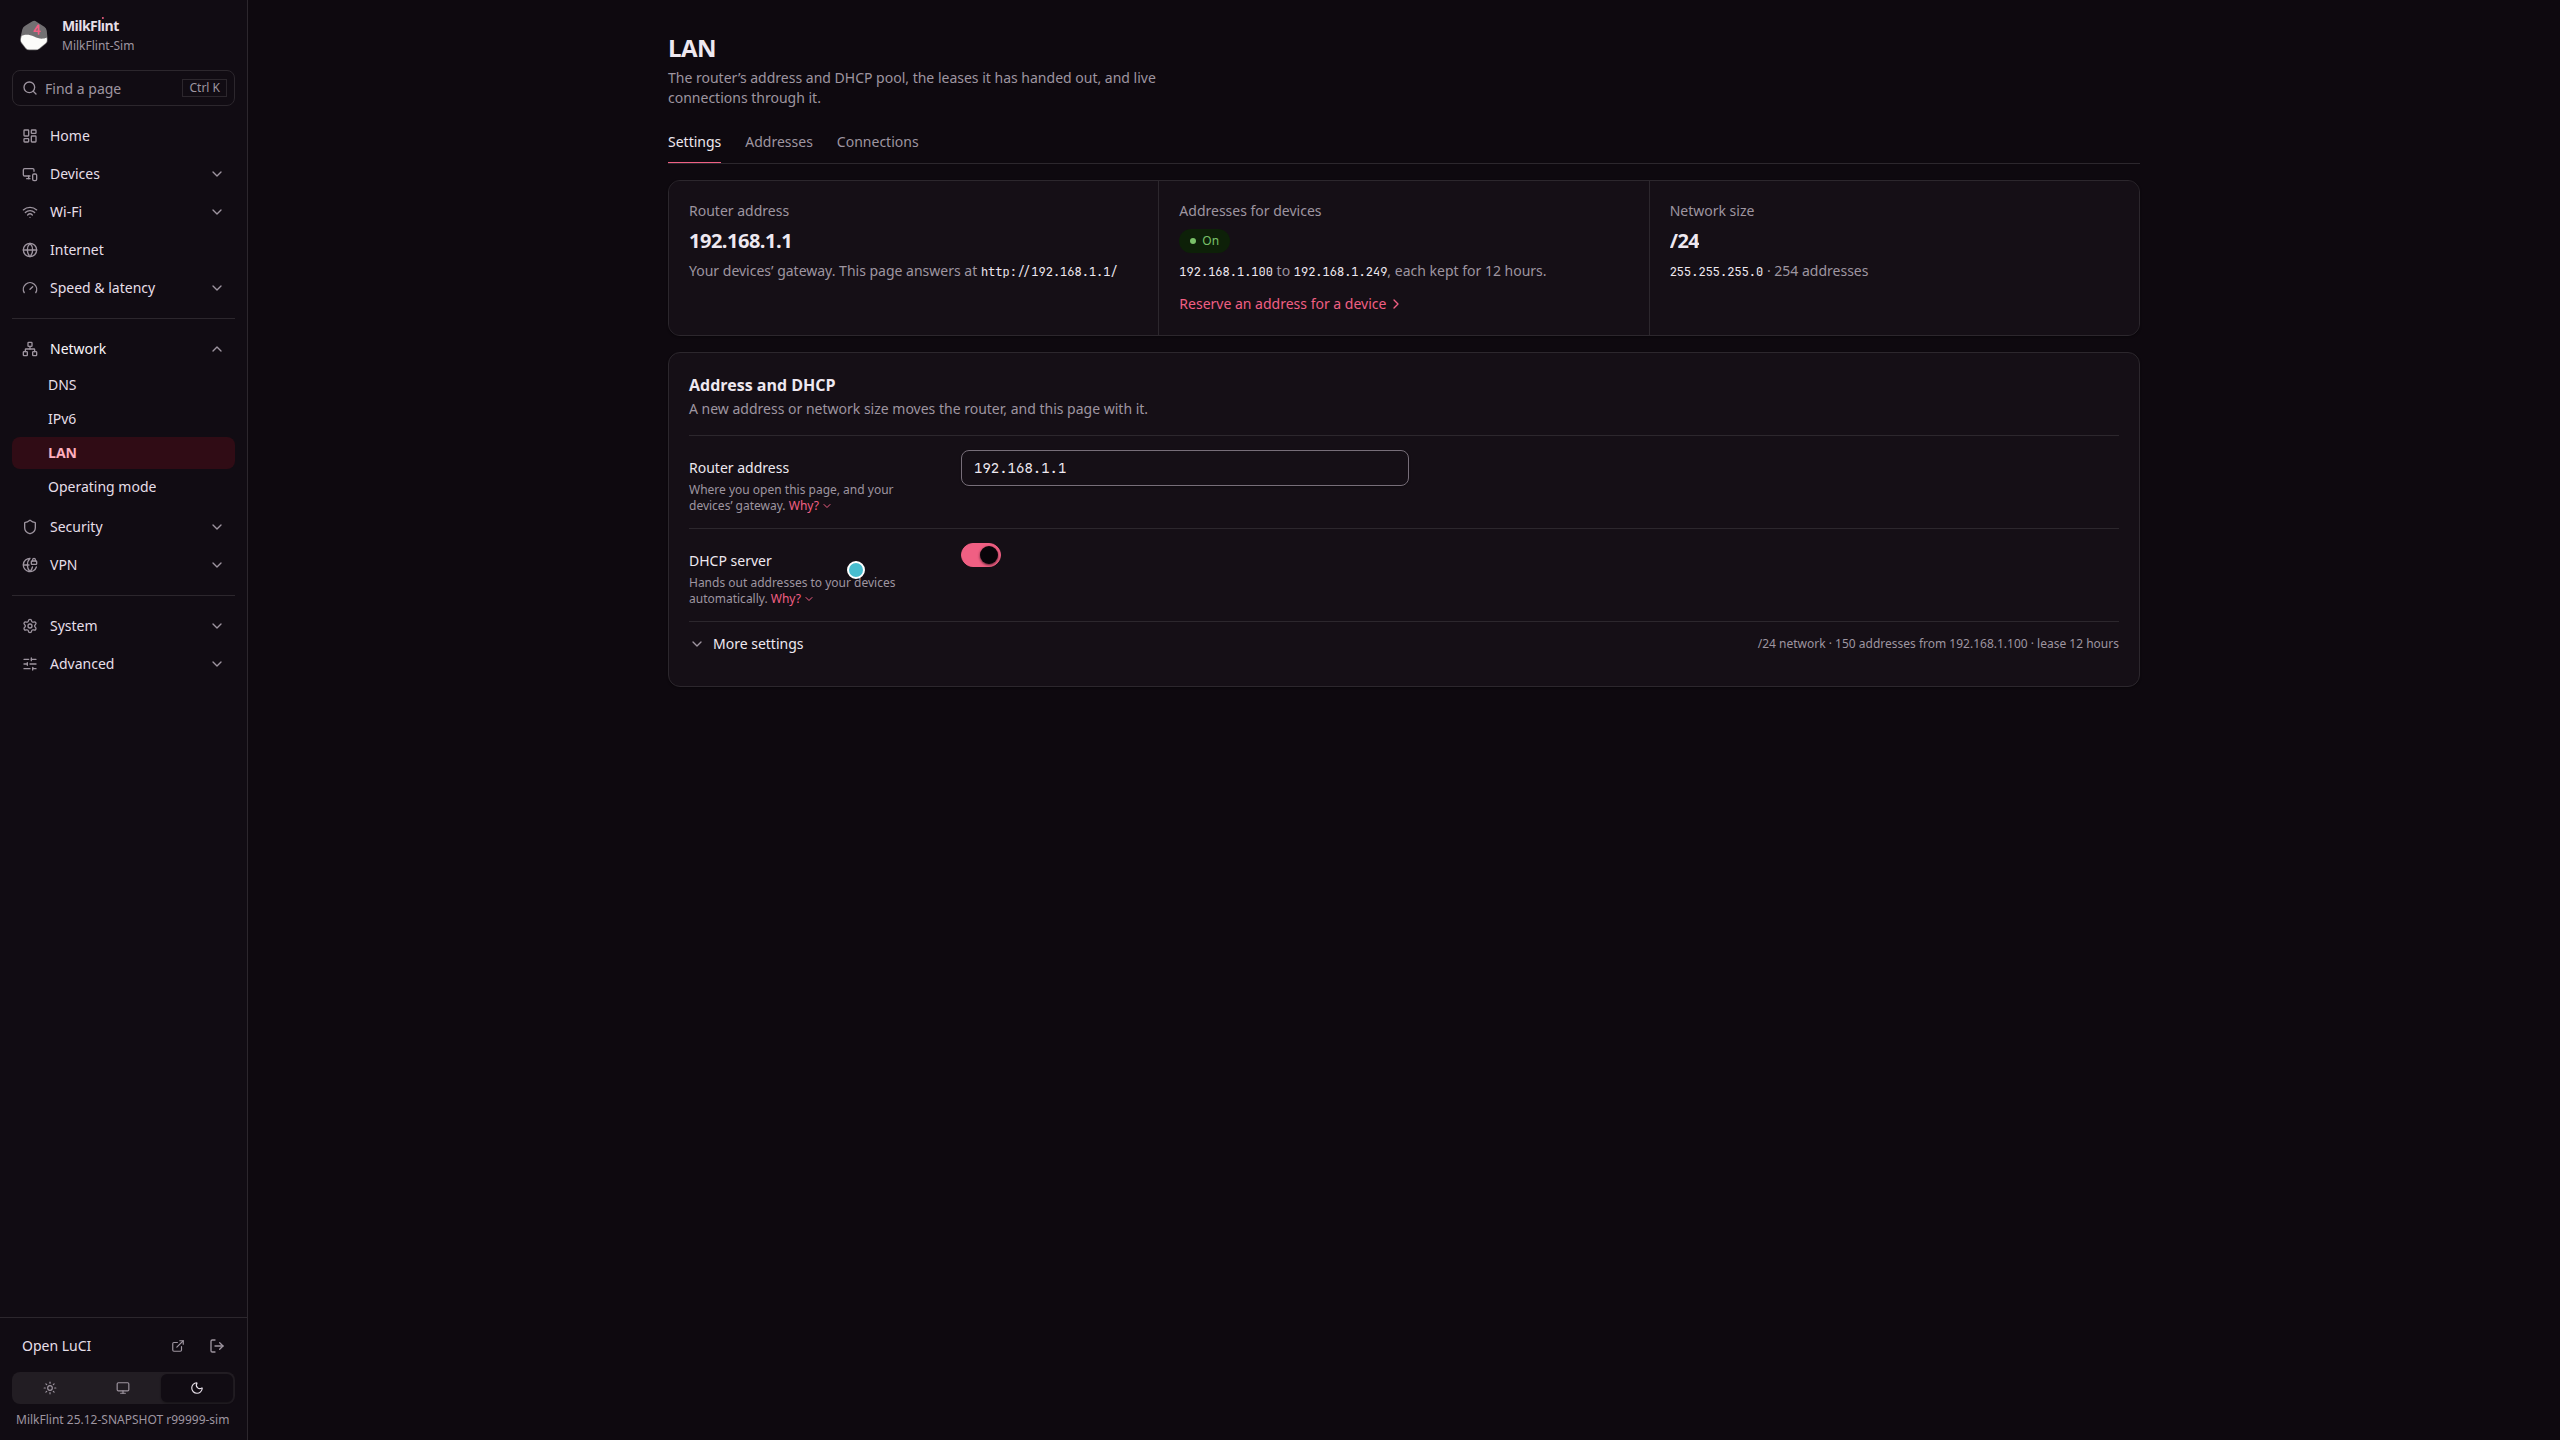 MilkFlint
MilkFlint-Sim
Find a page
Ctrl K
Home
Devices
Wi-Fi
Internet
Speed & latency
Network
DNS
IPv6
LAN
Operating mode
Security
VPN
System
Advanced
Open LuCI
MilkFlint 25.12-SNAPSHOT r99999-sim
LAN
The router’s address and DHCP pool, the leases it has handed out, and live
connections through it.
Settings Addresses Connections
Router address
192.168.1.1
Your devices’ gateway. This page answers at http://192.168.1.1/
Addresses for devices
On
192.168.1.100 to 192.168.1.249, each kept for 12 hours.
Reserve an address for a device
Network size
/24
255.255.255.0 · 254 addresses
Address and DHCP
A new address or network size moves the router, and this page with it.
Router address
192.168.1.1
Where you open this page, and your
devices’ gateway. Why?
DHCP server
Hands out addresses to your devices
automatically. Why?
More settings
/24 network · 150 addresses from 192.168.1.100 · lease 12 hours